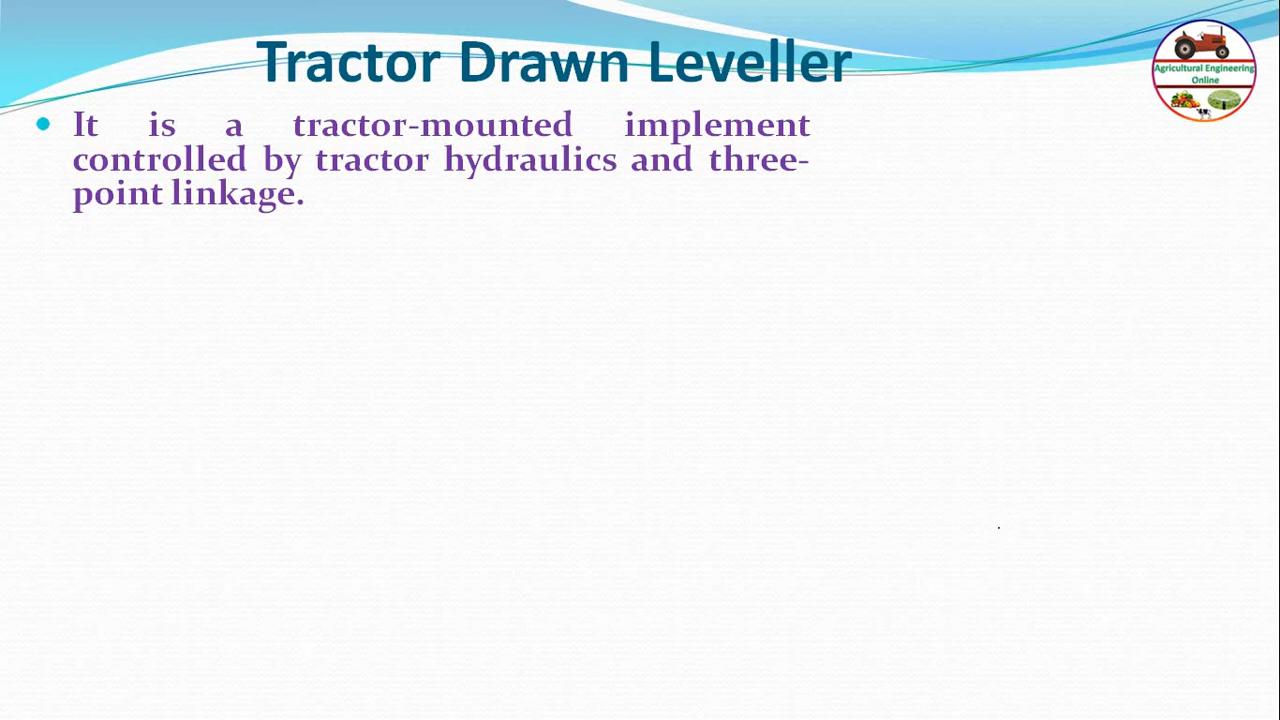 Tractor Drawn Leveller
Agricultural Engineering
Online
It is a tractor-mounted implement
controlled by tractor hydraulics and three-
point linkage.